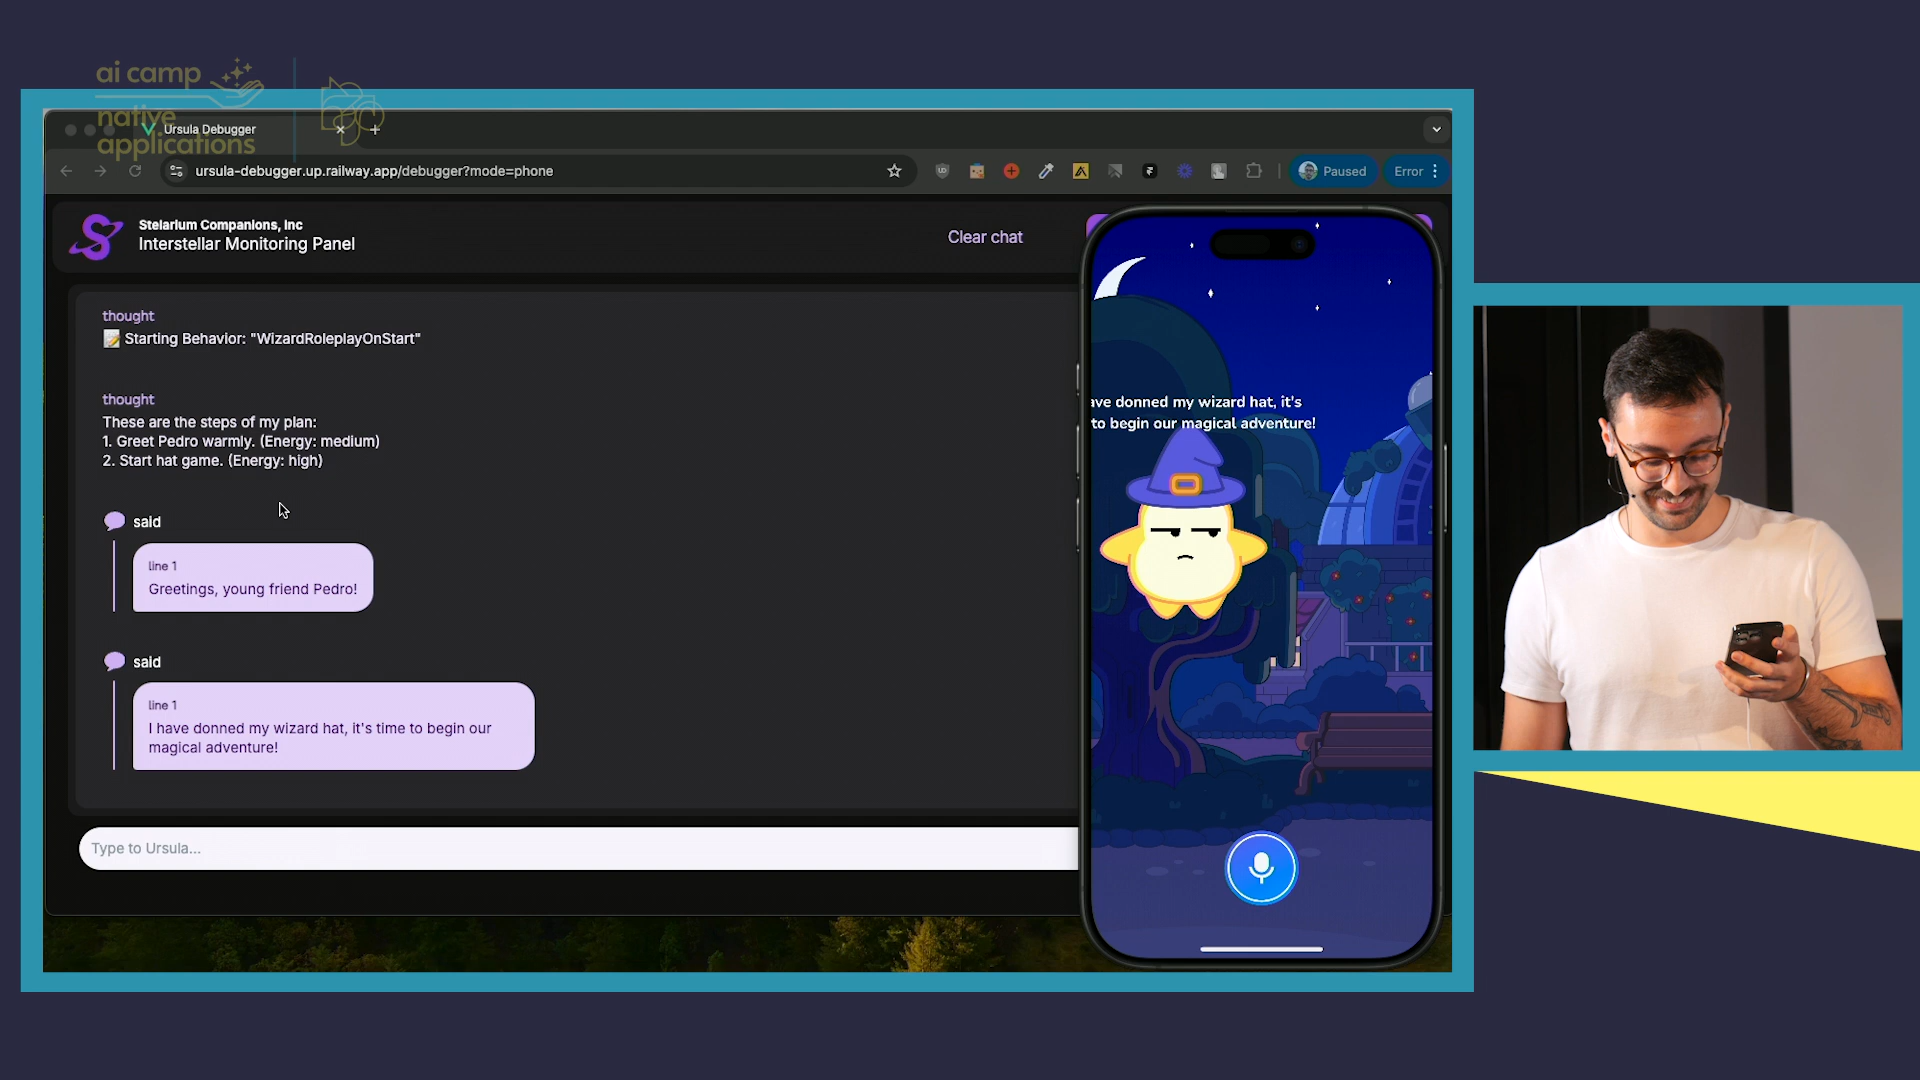 ai camp
native
applications
Ursula Debugger
ursula-debugger.up.railway.app/debugger?mode=phone
Paused
Error
Stelarium Companions, Inc
Interstellar Monitoring Panel
Clear chat
thought
Starting Behavior: "WizardRoleplayOnStart"
thought
These are the steps of my plan:
1. Greet Pedro warmly. (Energy: medium)
2. Start hat game. (Energy: high)
said
line 1
Greetings, young friend Pedro!
said
line 1
I have donned my wizard hat, it's time to begin our
magical adventure!
Type to Ursula...
ave donned my wizard hat, it's
to begin our magical adventure!